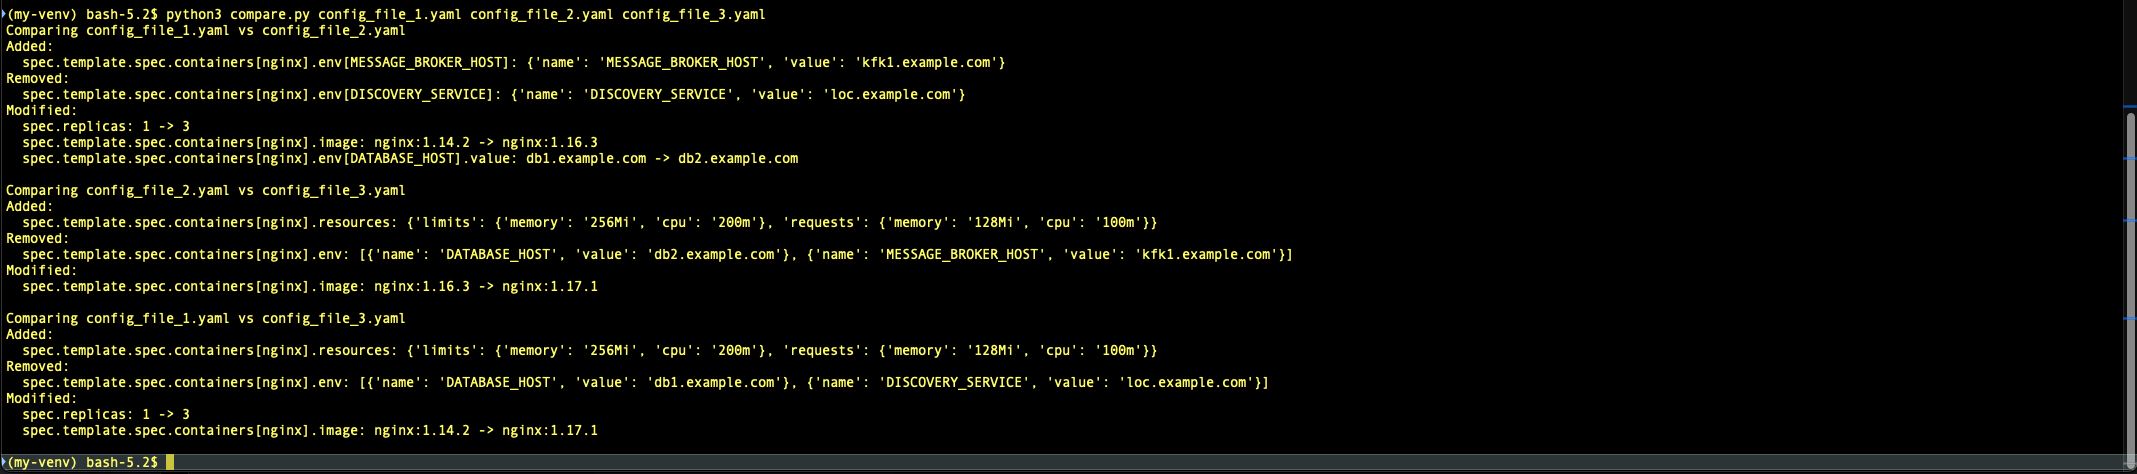 (my-venv) bash-5.2$ python3 compare.py config_file_1.yaml config_file_2.yaml config_file_3.yaml
Comparing config_file_1.yaml vs config_file_2.yaml
Added:
  spec.template.spec.containers[nginx].env[MESSAGE_BROKER_HOST]: {'name': 'MESSAGE_BROKER_HOST', 'value': 'kfk1.example.com'}
Removed:
  spec.template.spec.containers[nginx].env[DISCOVERY_SERVICE]: {'name': 'DISCOVERY_SERVICE', 'value': 'loc.example.com'}
Modified:
  spec.replicas: 1 -> 3
  spec.template.spec.containers[nginx].image: nginx:1.14.2 -> nginx:1.16.3
  spec.template.spec.containers[nginx].env[DATABASE_HOST].value: db1.example.com -> db2.example.com

Comparing config_file_2.yaml vs config_file_3.yaml
Added:
  spec.template.spec.containers[nginx].resources: {'limits': {'memory': '256Mi', 'cpu': '200m'}, 'requests': {'memory': '128Mi', 'cpu': '100m'}}
Removed:
  spec.template.spec.containers[nginx].env: [{'name': 'DATABASE_HOST', 'value': 'db2.example.com'}, {'name': 'MESSAGE_BROKER_HOST', 'value': 'kfk1.example.com'}]
Modified:
  spec.template.spec.containers[nginx].image: nginx:1.16.3 -> nginx:1.17.1

Comparing config_file_1.yaml vs config_file_3.yaml
Added:
  spec.template.spec.containers[nginx].resources: {'limits': {'memory': '256Mi', 'cpu': '200m'}, 'requests': {'memory': '128Mi', 'cpu': '100m'}}
Removed:
  spec.template.spec.containers[nginx].env: [{'name': 'DATABASE_HOST', 'value': 'db1.example.com'}, {'name': 'DISCOVERY_SERVICE', 'value': 'loc.example.com'}]
Modified:
  spec.replicas: 1 -> 3
  spec.template.spec.containers[nginx].image: nginx:1.14.2 -> nginx:1.17.1

(my-venv) bash-5.2$